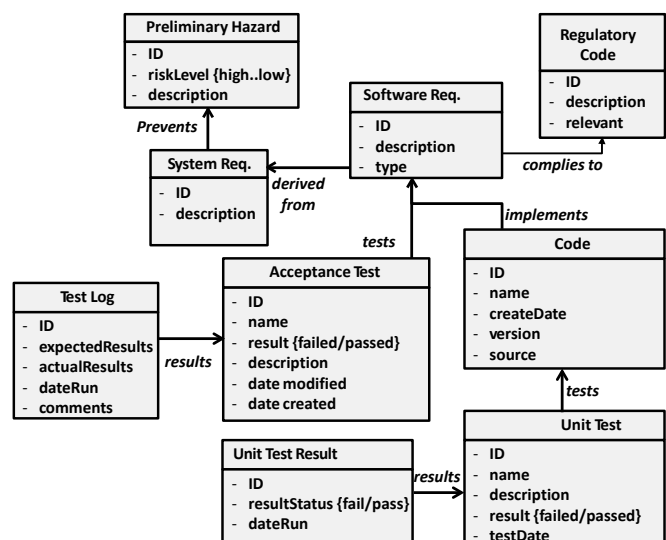 Preliminary Hazard
- ID
- riskLevel {high..low}
- description
Regulatory
Code
- ID
- description
- relevant
Software Req.
- ID
- description
- type
Prevents
System Req.
- ID
- description
derived
from
complies to
implements
tests
Code
- ID
- name
- createDate
- version
- source
Acceptance Test
- ID
- name
- result {failed/passed}
- description
- date modified
- date created
Test Log
- ID
- expectedResults
- actualResults
- dateRun
- comments
results
tests
Unit Test
- ID
- name
- description
- result {failed/passed}
- testDate
Unit Test Result
- ID
- resultStatus {fail/pass}
- dateRun
results